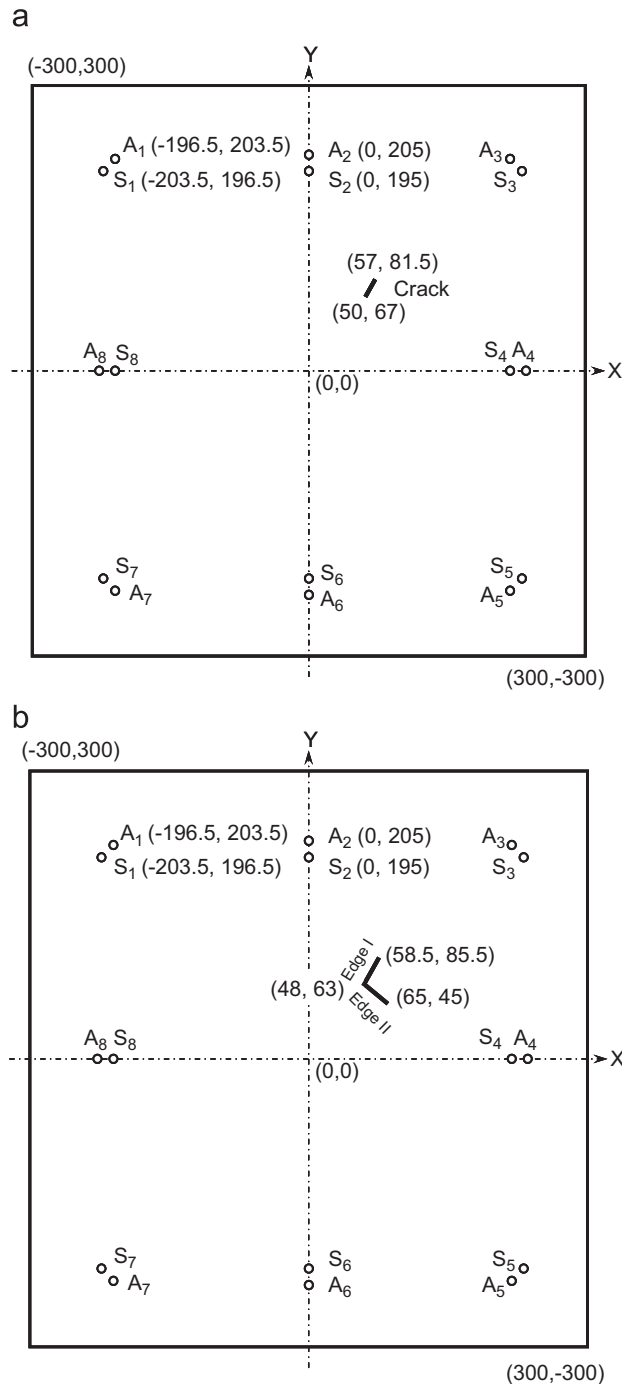 a
(-300,300)
Y
A1 (-196.5, 203.5)
A2 (0, 205)
A3
S1 (-203.5, 196.5)
S2 (0, 195)
S3
(57, 81.5)
Crack
(50, 67)
A8 S8
S4 A4
(0,0)
X
S7
S6
S5
A7
A6
A5
(300,-300)
b
(-300,300)
Y
A1 (-196.5, 203.5)
A2 (0, 205)
A3
S1 (-203.5, 196.5)
S2 (0, 195)
S3
Edge I
(58.5, 85.5)
(48, 63)
Edge II
(65, 45)
A8 S8
S4 A4
(0,0)
X
S7
S6
S5
A7
A6
A5
(300,-300)